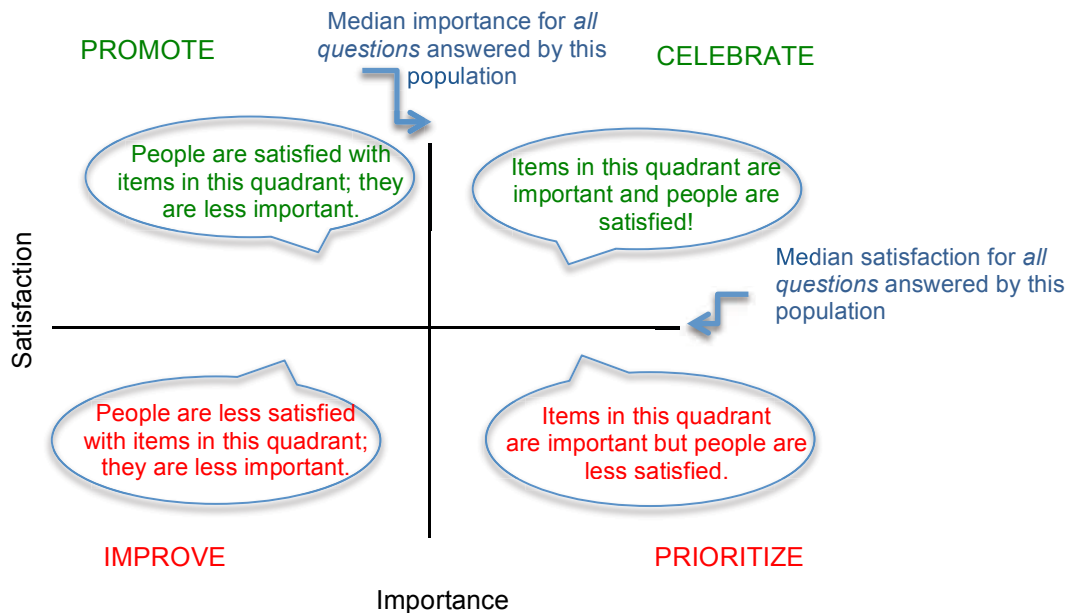 PROMOTE
Median importance for all
questions answered by this
population
CELEBRATE
People are satisfied with
items in this quadrant; they
are less important.
Items in this quadrant are
important and people are
satisfied!
Median satisfaction for all
questions answered by this
population
Satisfaction
People are less satisfied
with items in this quadrant;
they are less important.
Items in this quadrant
are important but people are
less satisfied.
IMPROVE
PRIORITIZE
Importance